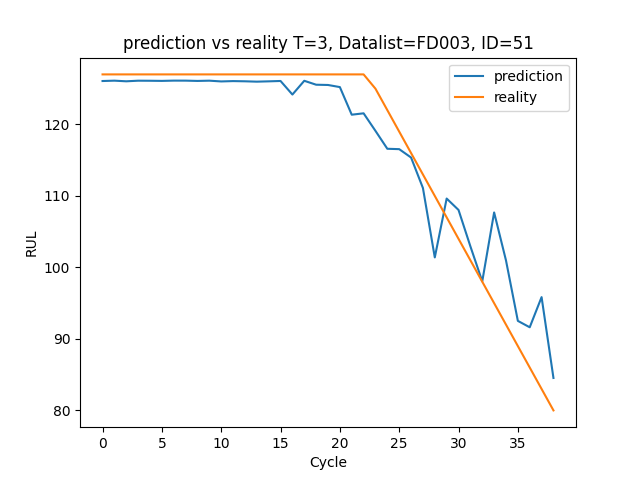 prediction vs reality T=3, Datalist=FD003, ID=51
prediction
reality
120
110
100
90
80
RUL
0 5 10 15 20 25 30 35
Cycle